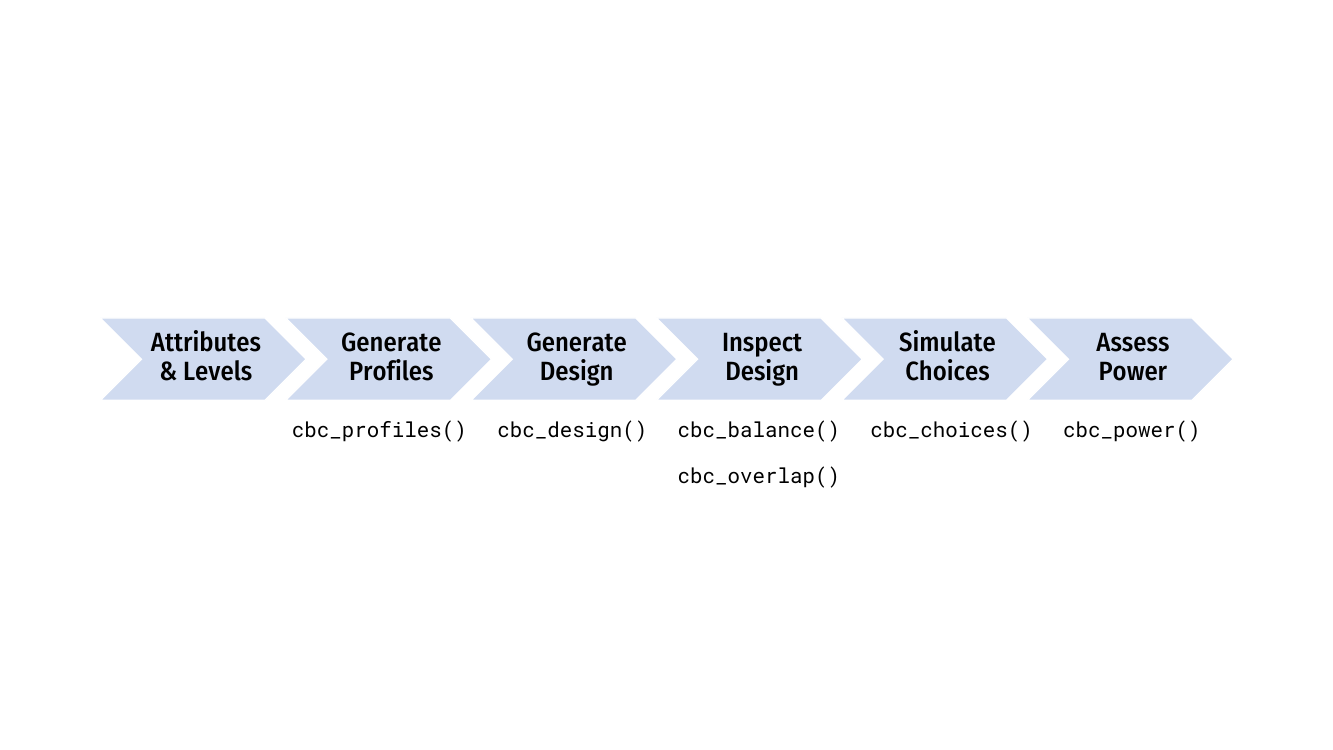 Attributes
& Levels
Generate
Profiles
Generate
Design
Inspect
Design
Simulate
Choices
Assess
Power
cbc_profiles()
cbc_design()
cbc_balance()
cbc_choices()
cbc_power()
cbc_overlap()